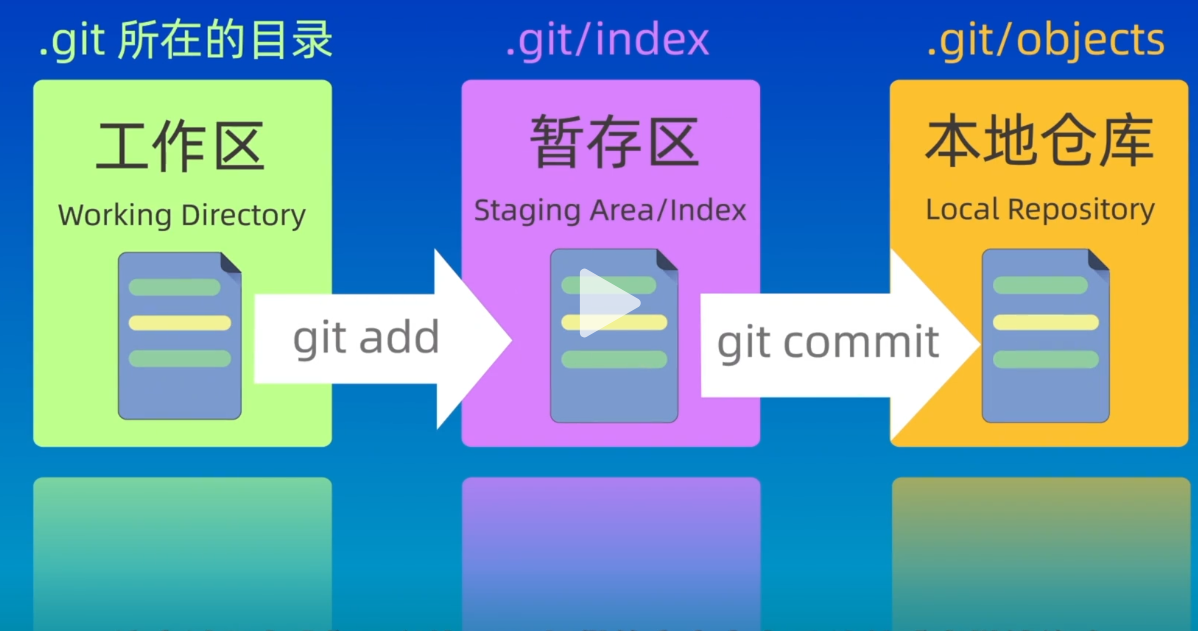 .git 所在的目录
.git/index
.git/objects
工作区
暂存区
本地仓库
Working Directory
Staging Area/Index
Local Repository
git add
git commit